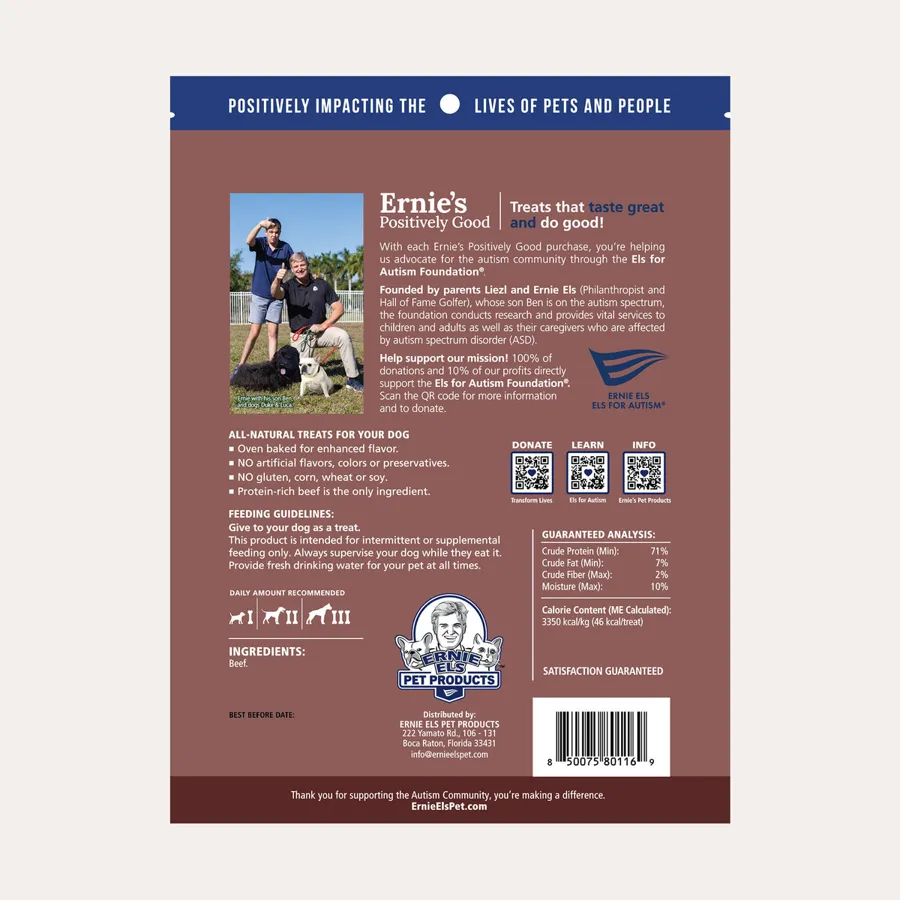 POSITIVELY IMPACTING THE LIVES OF PETS AND PEOPLE
Ernie's
Positively Good
Treats that taste great
and do good!
With each Ernie's Positively Good purchase, you're helping
us advocate for the autism community through the Els for
Autism Foundation®.
Founded by parents Liezl and Ernie Els (Philanthropist and
Hall of Fame Golfer), whose son Ben is on the autism spectrum,
the foundation conducts research and provides vital services to
children and adults as well as their caregivers who are affected
by autism spectrum disorder (ASD).
Help support our mission! 100% of
donations and 10% of our profits directly
support the Els for Autism Foundation®.
Scan the QR code for more information
and to donate.
Ernie with his son Ben
and dogs Duke & Luca
ERNIE ELS
ELS FOR AUTISM®
ALL-NATURAL TREATS FOR YOUR DOG
▪ Oven baked for enhanced flavor.
▪ NO artificial flavors, colors or preservatives.
▪ NO gluten, corn, wheat or soy.
▪ Protein-rich beef is the only ingredient.
DONATE
Transform Lives
LEARN
Els for Autism
INFO
Ernie's Pet Products
FEEDING GUIDELINES:
Give to your dog as a treat.
This product is intended for intermittent or supplemental
feeding only. Always supervise your dog while they eat it.
Provide fresh drinking water for your pet at all times.
DAILY AMOUNT RECOMMENDED
INGREDIENTS:
Beef.
BEST BEFORE DATE:
ERNIE
ELS
PET PRODUCTS
™
Distributed by:
ERNIE ELS PET PRODUCTS
222 Yamato Rd., 106 - 131
Boca Raton, Florida 33431
info@ernieelspet.com
GUARANTEED ANALYSIS:
Crude Protein (Min): 71%
Crude Fat (Min): 7%
Crude Fiber (Max): 2%
Moisture (Max): 10%
Calorie Content (ME Calculated):
3350 kcal/kg (46 kcal/treat)
SATISFACTION GUARANTEED
8 50075 80116 9
Thank you for supporting the Autism Community, you're making a difference.
ErnieElsPet.com